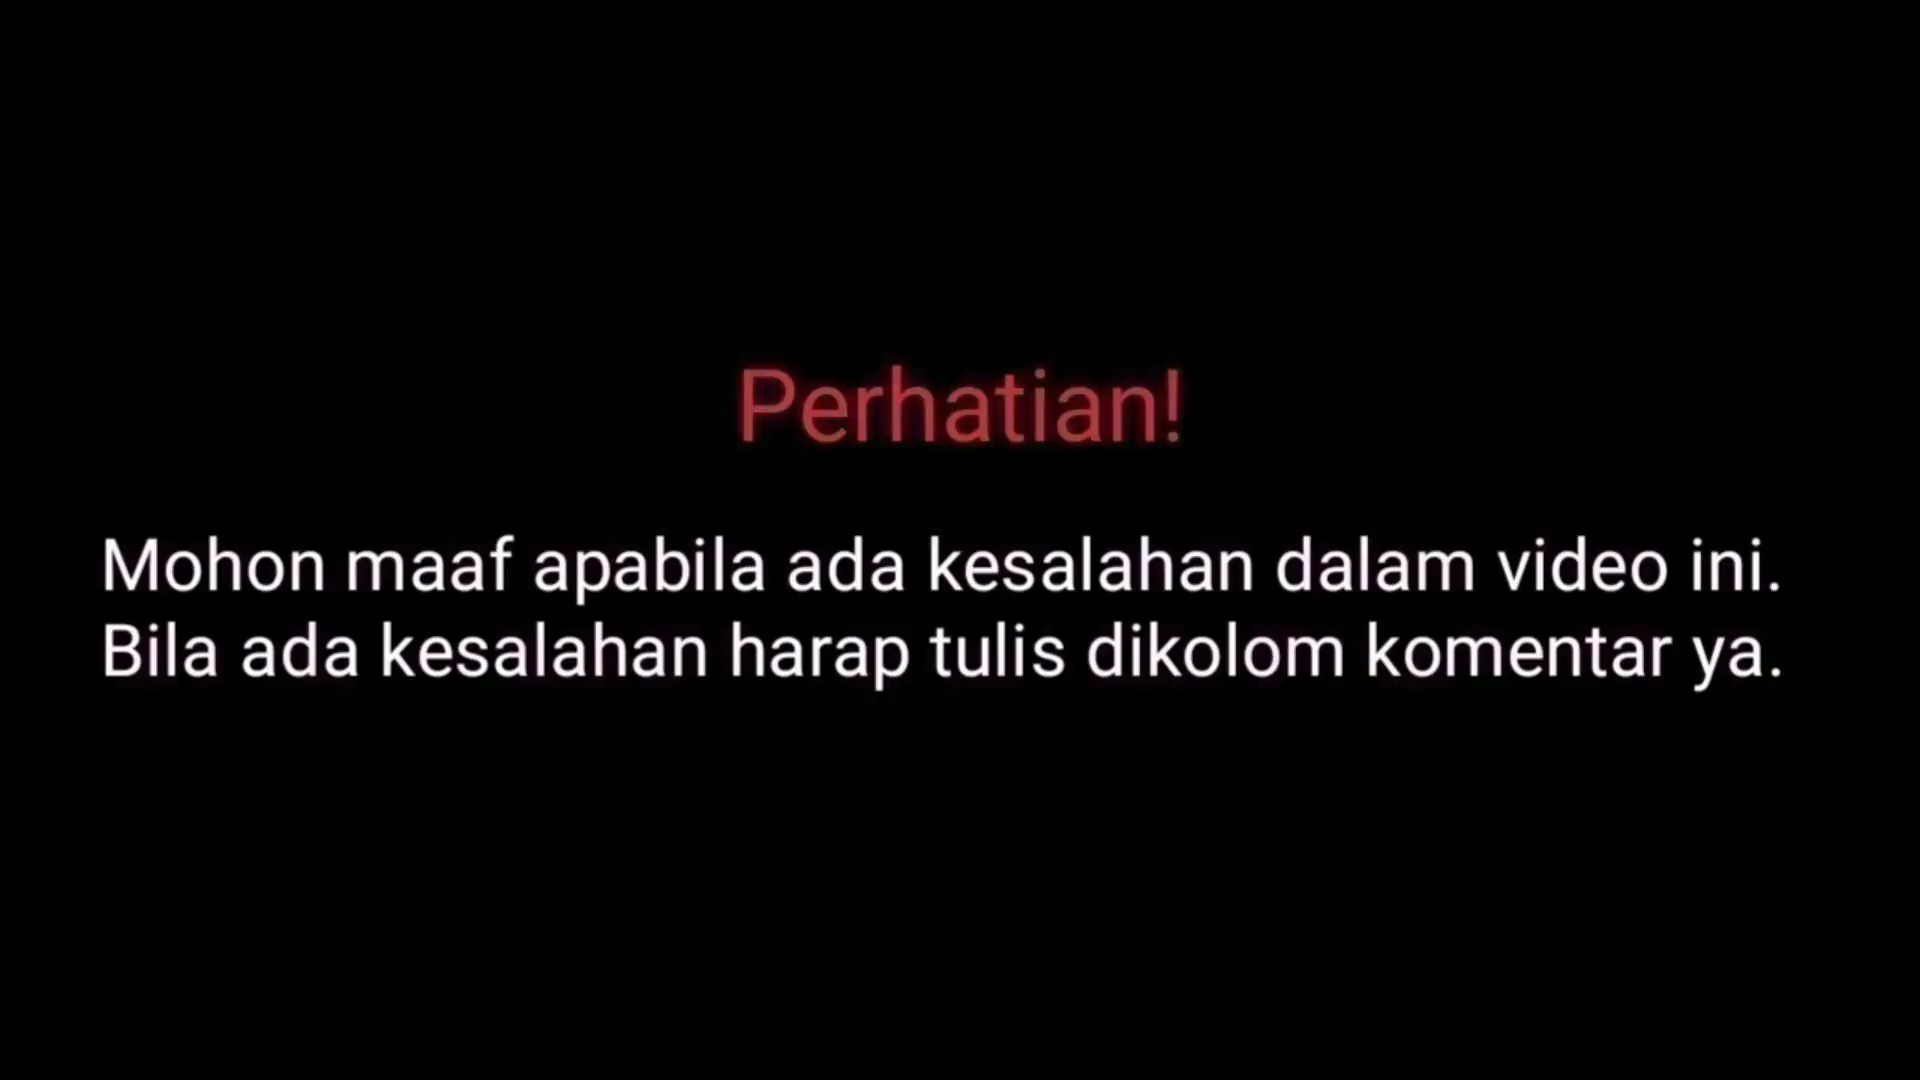 Perhatian!
Mohon maaf apabila ada kesalahan dalam video ini.
Bila ada kesalahan harap tulis dikolom komentar ya.